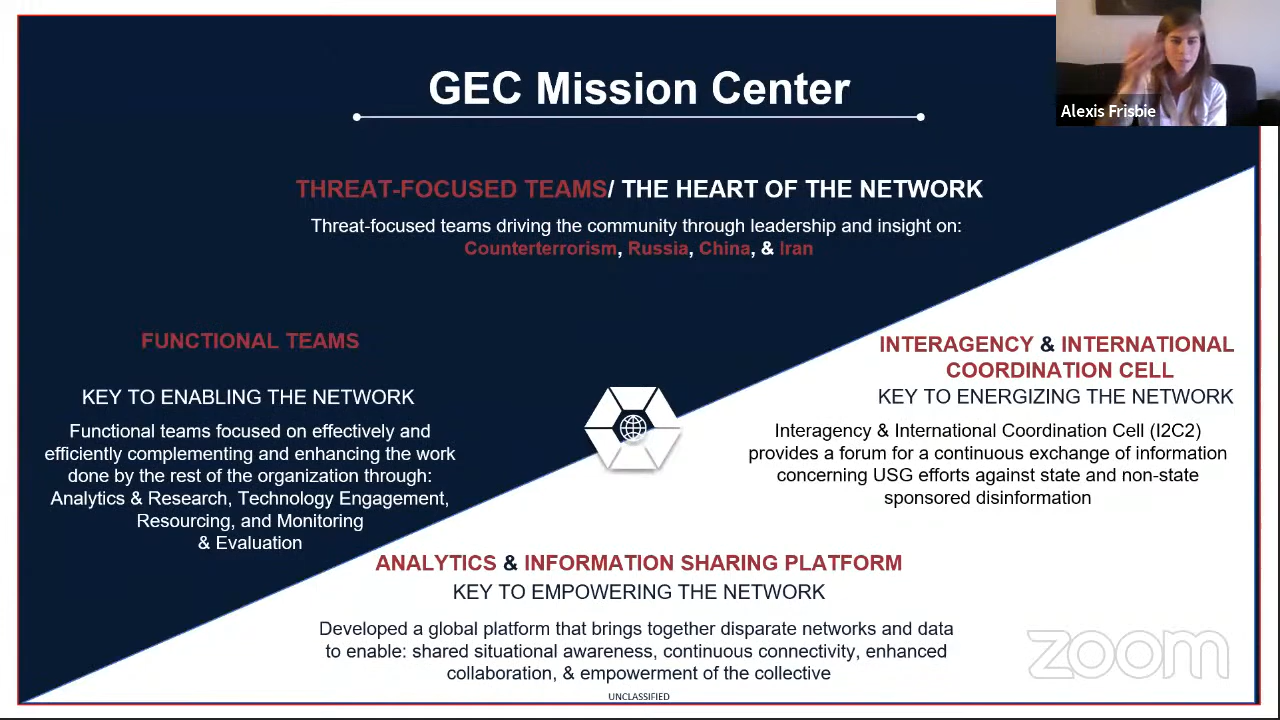 GEC Mission Center
Alexis Frisbie
THREAT-FOCUSED TEAMS/ THE HEART OF THE NETWORK
Threat-focused teams driving the community through leadership and insight on:
Counterterrorism, Russia, China, & Iran
FUNCTIONAL TEAMS
KEY TO ENABLING THE NETWORK
Functional teams focused on effectively and
efficiently complementing and enhancing the work
done by the rest of the organization through:
Analytics & Research, Technology Engagement,
Resourcing, and Monitoring
& Evaluation
INTERAGENCY & INTERNATIONAL
COORDINATION CELL
KEY TO ENERGIZING THE NETWORK
Interagency & International Coordination Cell (I2C2)
provides a forum for a continuous exchange of information
concerning USG efforts against state and non-state
sponsored disinformation
ANALYTICS & INFORMATION SHARING PLATFORM
KEY TO EMPOWERING THE NETWORK
Developed a global platform that brings together disparate networks and data
to enable: shared situational awareness, continuous connectivity, enhanced
collaboration, & empowerment of the collective
UNCLASSIFIED
zoom